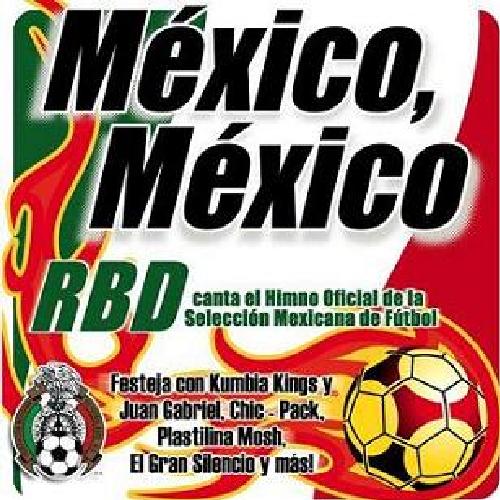 México,
México
RBD
canta el Himno Oficial de la
Selección Mexicana de Fútbol
Festeja con Kumbia Kings y
Juan Gabriel, Chic - Pack,
Plastilina Mosh,
El Gran Silencio y más!